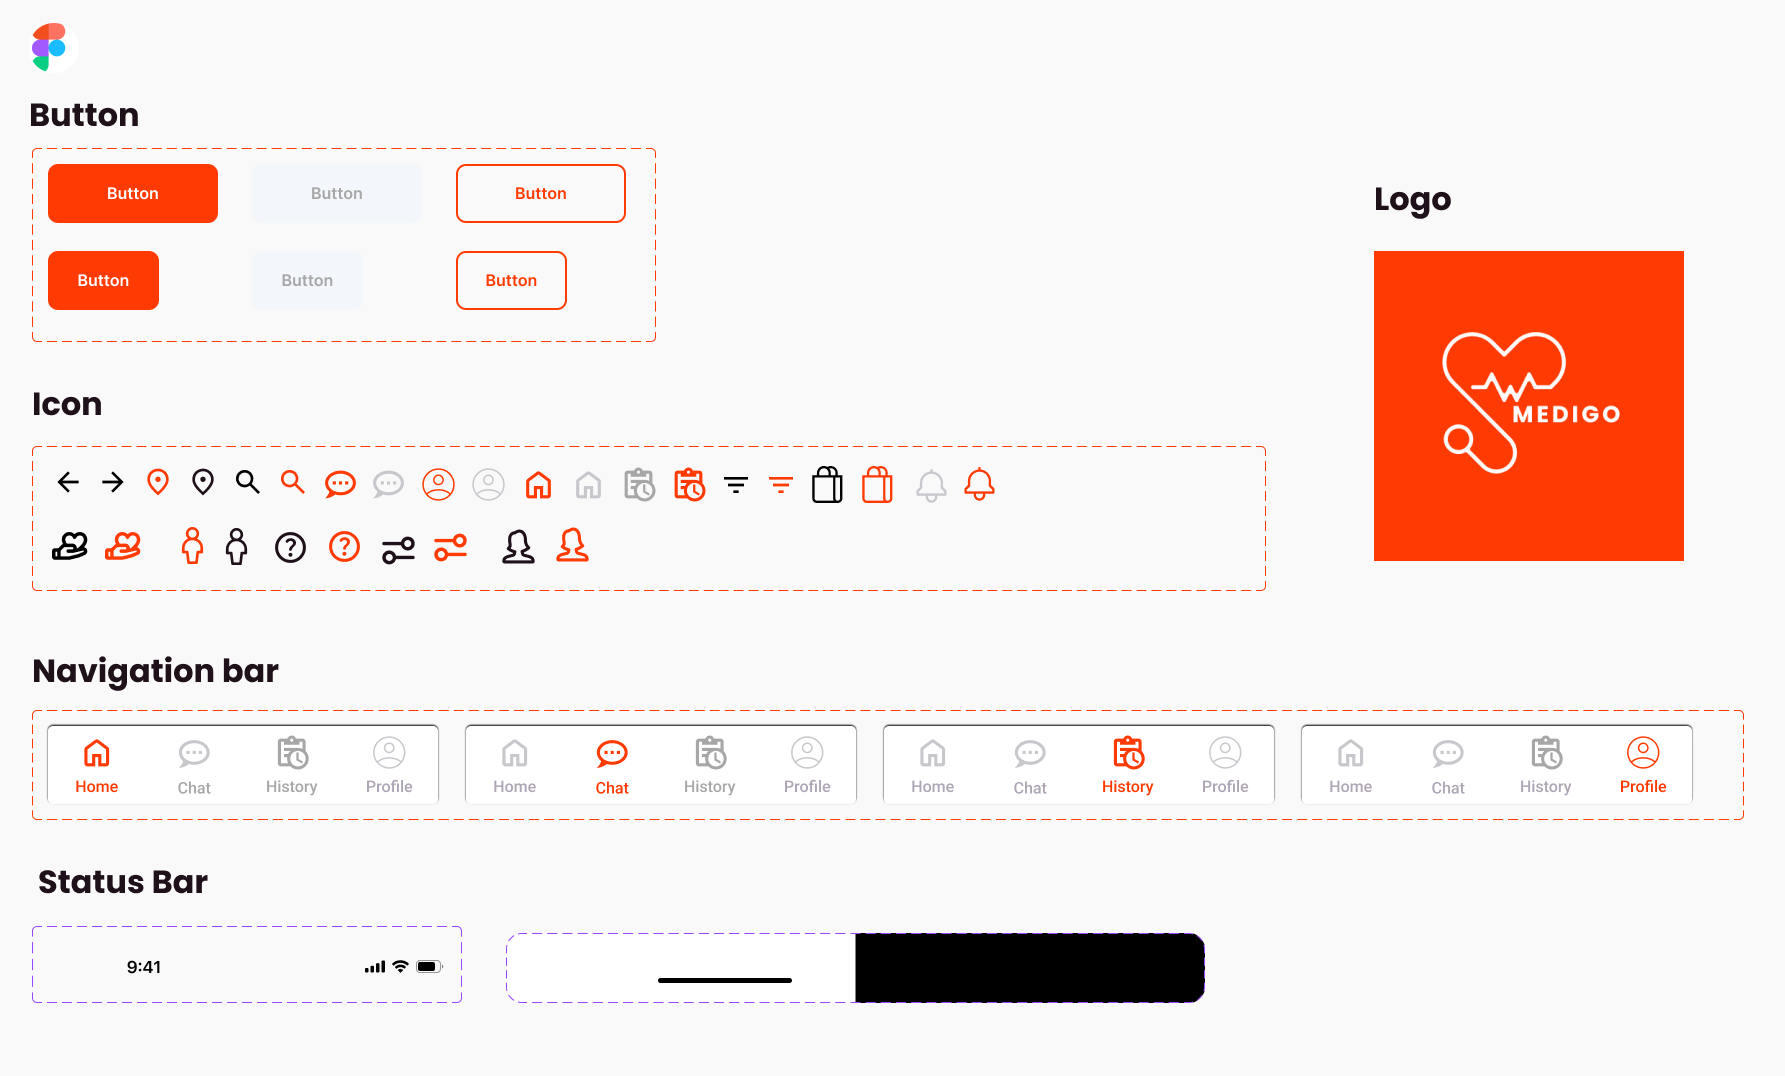 Button
Button Button Button
Button Button Button
Logo
MEDIGO
Icon
Navigation bar
Home Chat History Profile Home Chat History Profile Home Chat History Profile Home Chat History Profile
Status Bar
9:41